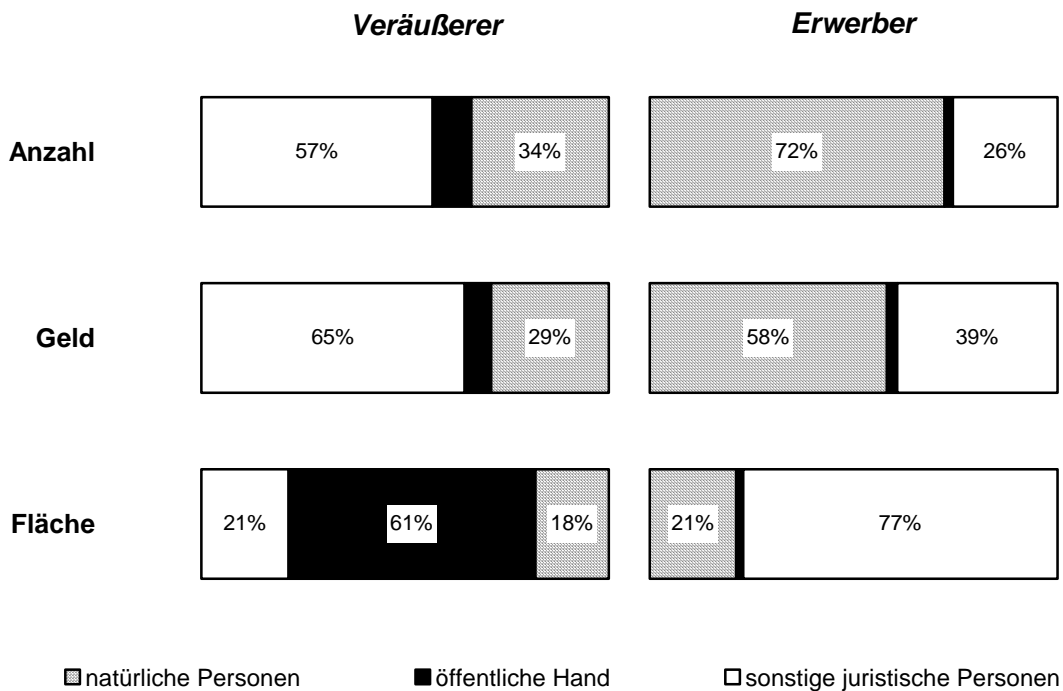 Veräußerer Erwerber
Anzahl 57% 34% 72% 26%
Geld 65% 29% 58% 39%
Fläche 21% 61% 18% 21% 77%
natürliche Personen öffentliche Hand sonstige juristische Personen